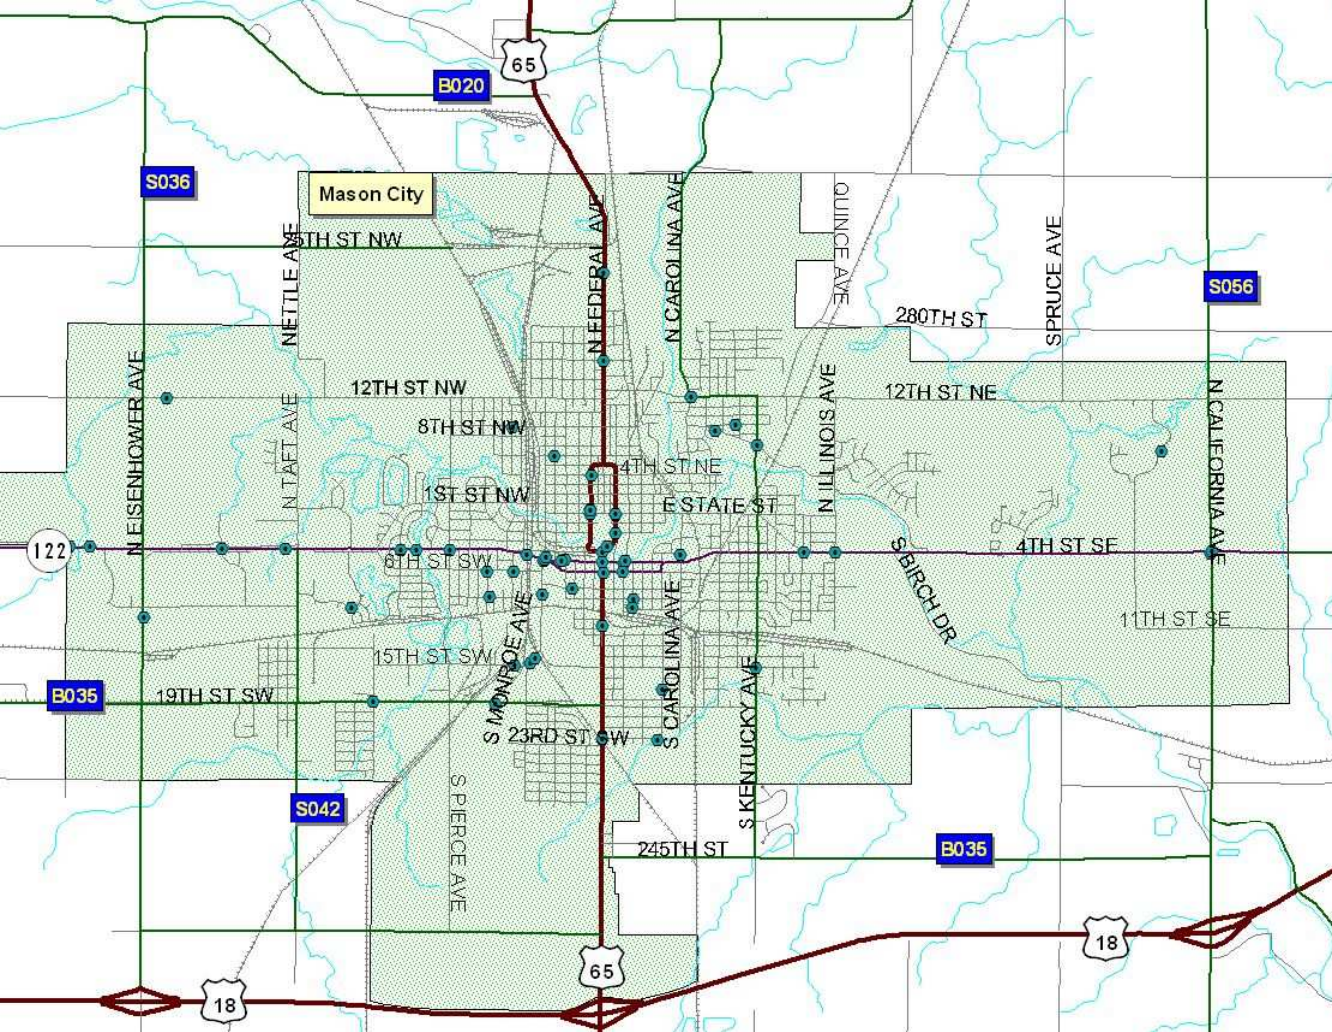 65
B020
S036
Mason City
QUINCE AVE
N FEDERAL AVE
N CAROLINA AVE
5TH ST NW
NETTLE AVE
SPRUCE AVE
S056
280TH ST
N EISENHOWER AVE
12TH ST NW
N ILLINOIS AVE
12TH ST NE
N CALIFORNIA AVE
N TAFT AVE
8TH ST NW
4TH ST NE
1ST ST NW
E STATE ST
122
6TH ST SW
4TH ST SE
S BIRCH DR
S MONROE AVE
S CAROLINA AVE
11TH ST SE
15TH ST SW
S KENTUCKY AVE
B035
19TH ST SW
23RD ST SW
S PIERCE AVE
S042
245TH ST
B035
18
65
18